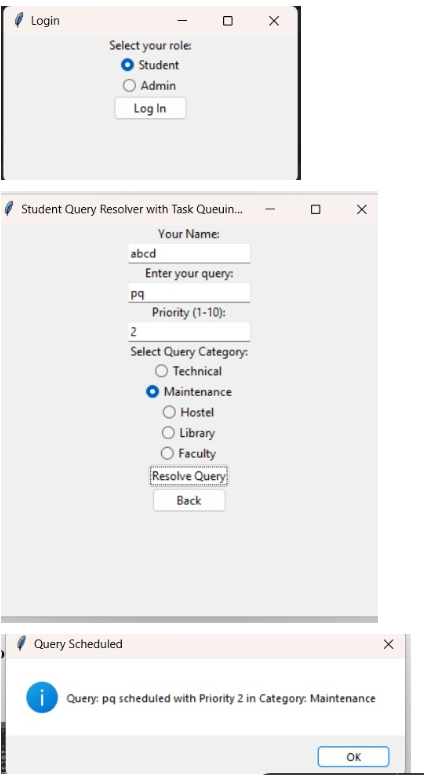 Login
Select your role:
Student
Admin
Log In
Student Query Resolver with Task Queuin...
Your Name:
abcd
Enter your query:
pq
Priority (1-10):
2
Select Query Category:
Technical
Maintenance
Hostel
Library
Faculty
Resolve Query
Back
Query Scheduled
Query: pq scheduled with Priority 2 in Category: Maintenance
OK